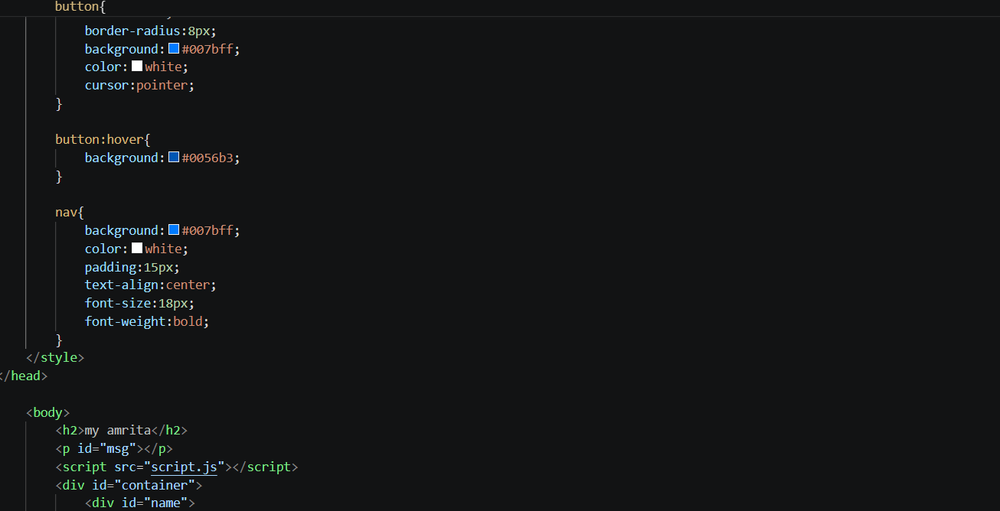 button{
border-radius:8px;
background:#007bff;
color:white;
cursor:pointer;
}
button:hover{
background:#0056b3;
}
nav{
background:#007bff;
color:white;
padding:15px;
text-align:center;
font-size:18px;
font-weight:bold;
}
</style>
</head>
<body>
<h2>my amrita</h2>
<p id="msg"></p>
<script src="script.js"></script>
<div id="container">
<div id="name">